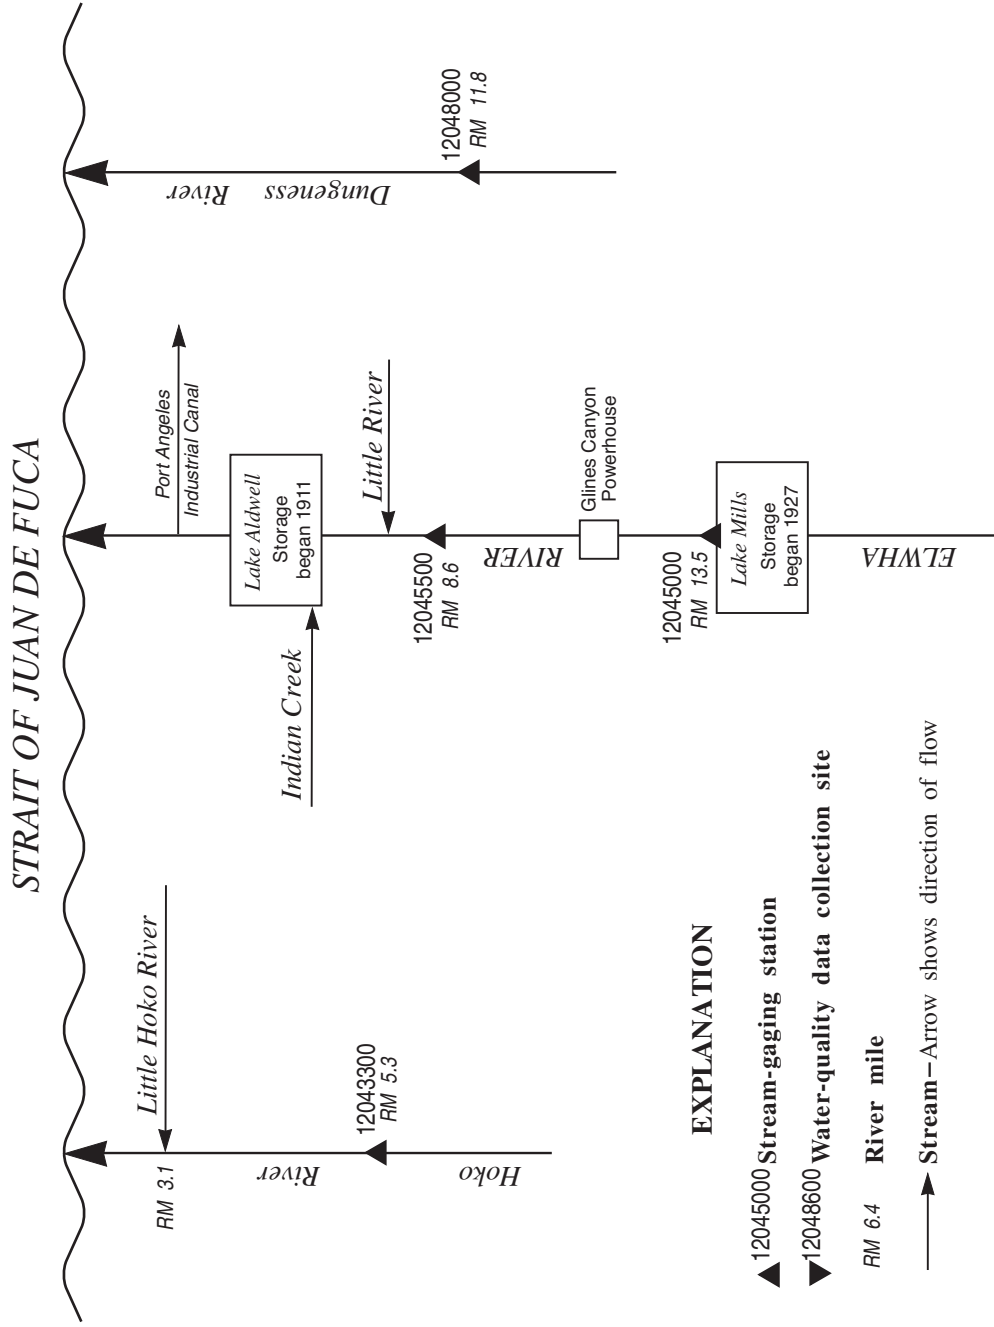 STRAIT OF JUAN DE FUCA
Little Hoko River
RM 3.1
River
12043300
RM 5.3
Hoko
Port Angeles
Industrial Canal
Lake Aldwell
Storage
began 1911
Indian Creek
Little River
12045500
RM 8.6
RIVER
Glines Canyon
Powerhouse
12045000
RM 13.5
Lake Mills
Storage
began 1927
ELWHA
River
Dungeness
12048000
RM 11.8
EXPLANATION
12045000 Stream-gaging station
12048600 Water-quality data collection site
RM 6.4 River mile
Stream—Arrow shows direction of flow